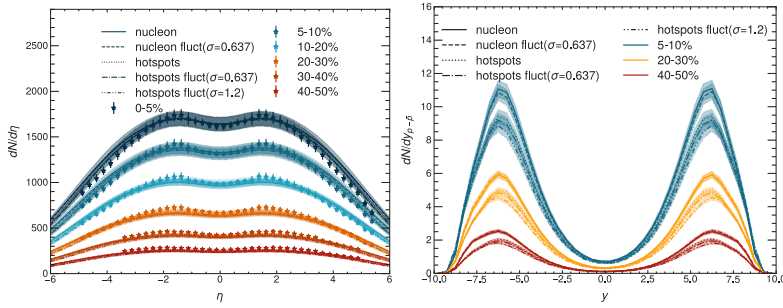 nucleon
nucleon fluct(σ=0.637)
hotspots
hotspots fluct(σ=0.637)
hotspots fluct(σ=1.2)
0-5%
5-10%
10-20%
20-30%
30-40%
40-50%
2500
2000
1500
1000
500
0
dN/dη
−6 −4 −2 0 2 4 6
η
nucleon
nucleon fluct(σ=0.637)
hotspots
hotspots fluct(σ=0.637)
hotspots fluct(σ=1.2)
5-10%
20-30%
40-50%
16
14
12
10
8
6
4
2
0
dN/dy p−p̄
−10.0 −7.5 −5.0 −2.5 0.0 2.5 5.0 7.5 10.0
y